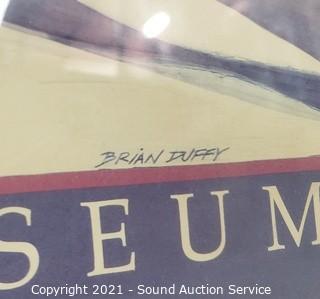 BRIAN DUFFY
SEUM
Copyright 2021 - Sound Auction Service